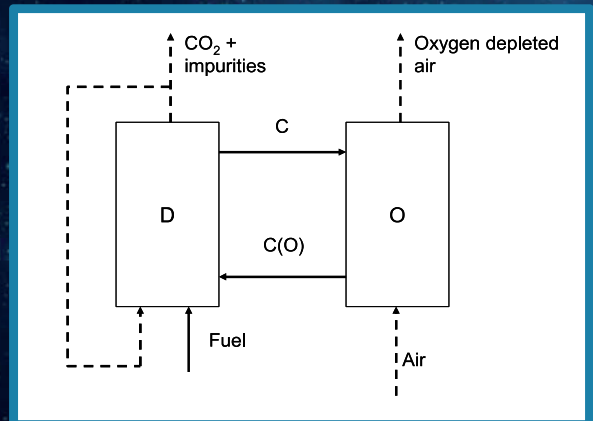 CO₂ +
impurities
Oxygen depleted
air
C
D
O
C(O)
Fuel
Air